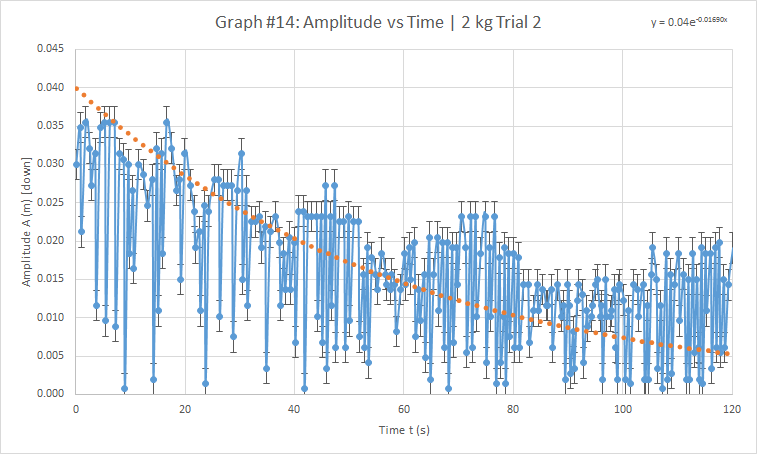 Graph #14: Amplitude vs Time | 2 kg Trial 2
y = 0.04e^-0.01690x
0.045
0.040
0.035
0.030
0.025
0.020
0.015
0.010
0.005
0.000
Amplitude A (m) [down]
0 20 40 60 80 100 120
Time t (s)